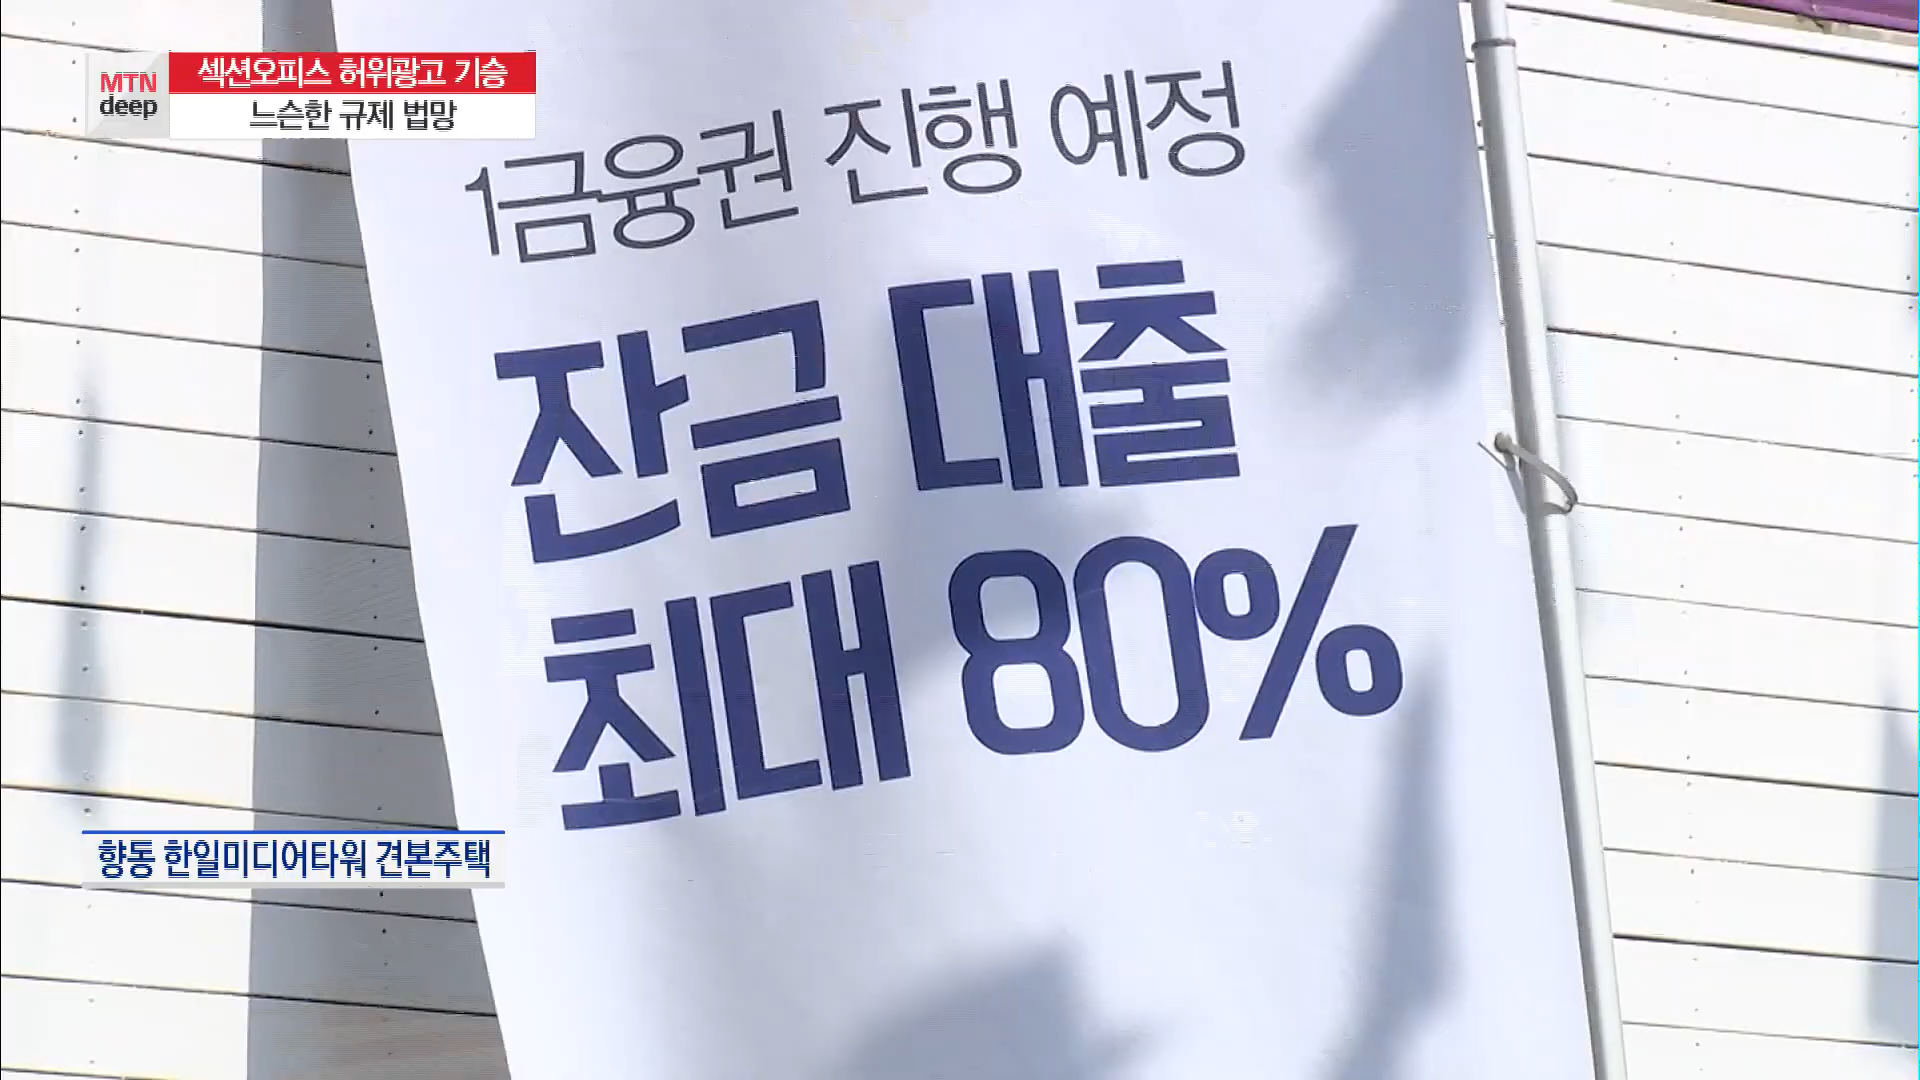 MTN
deep
섹션오피스 허위광고 기승
느슨한 규제 법망
1금융권 진행 예정
잔금 대출
최대 80%
향동 한일미디어타워 견본주택